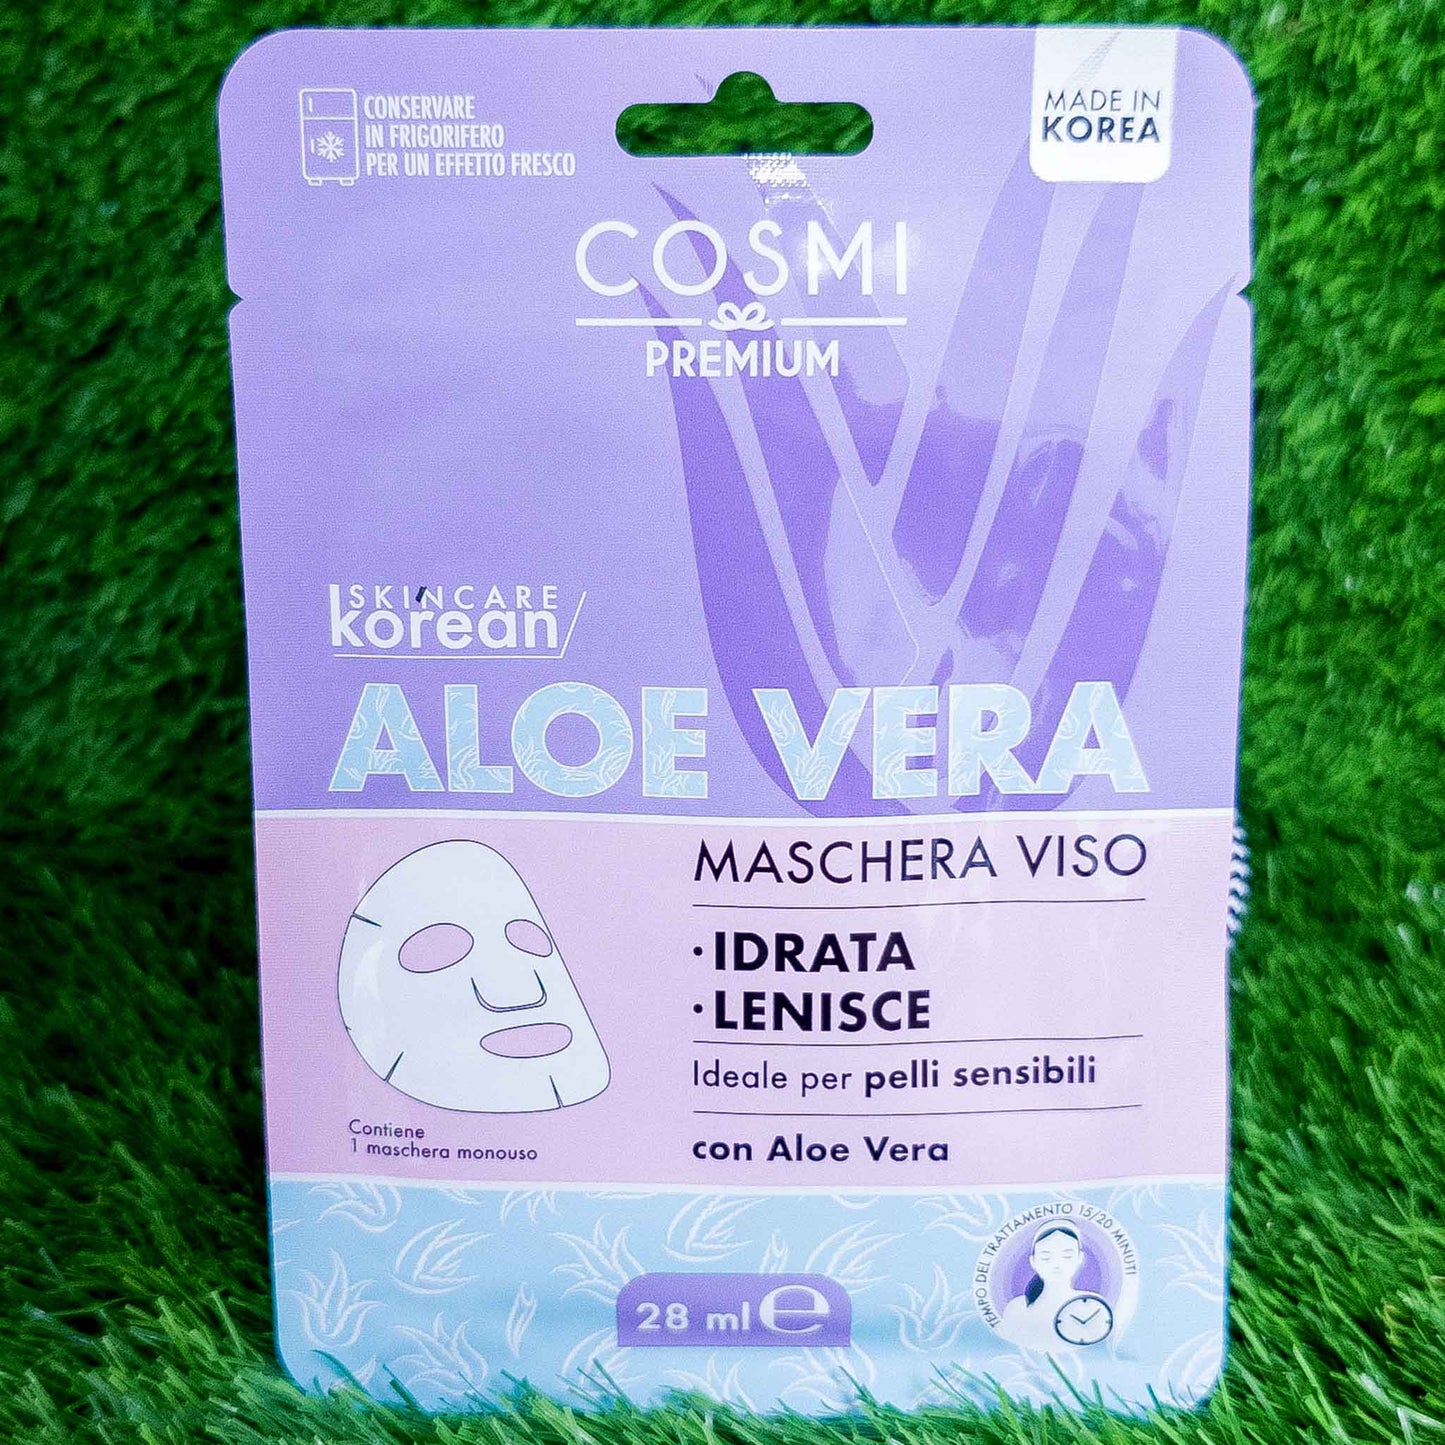 CONSERVARE
IN FRIGORIFERO
PER UN EFFETTO FRESCO
MADE IN
KOREA
COSMI
PREMIUM
SKINCARE
korean
ALOE VERA
MASCHERA VISO
·IDRATA
·LENISCE
Ideale per pelli sensibili
con Aloe Vera
Contiene
1 maschera monouso
TEMPO DEL TRATTAMENTO 15/20 MINUTI
28 ml e